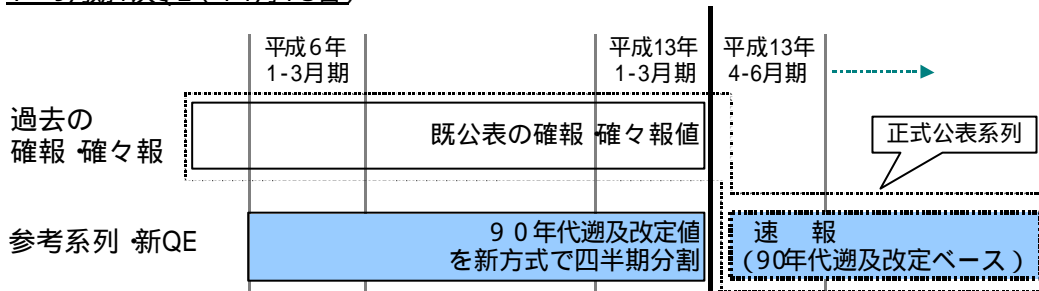 平成6年
1-3月期
平成13年
1-3月期
平成13年
4-6月期
過去の
確報・確々報
既公表の確報・確々報値
正式公表系列
参考系列・新QE
９０年代遡及改定値
を新方式で四半期分割
速 報
(90年代遡及改定ベース)